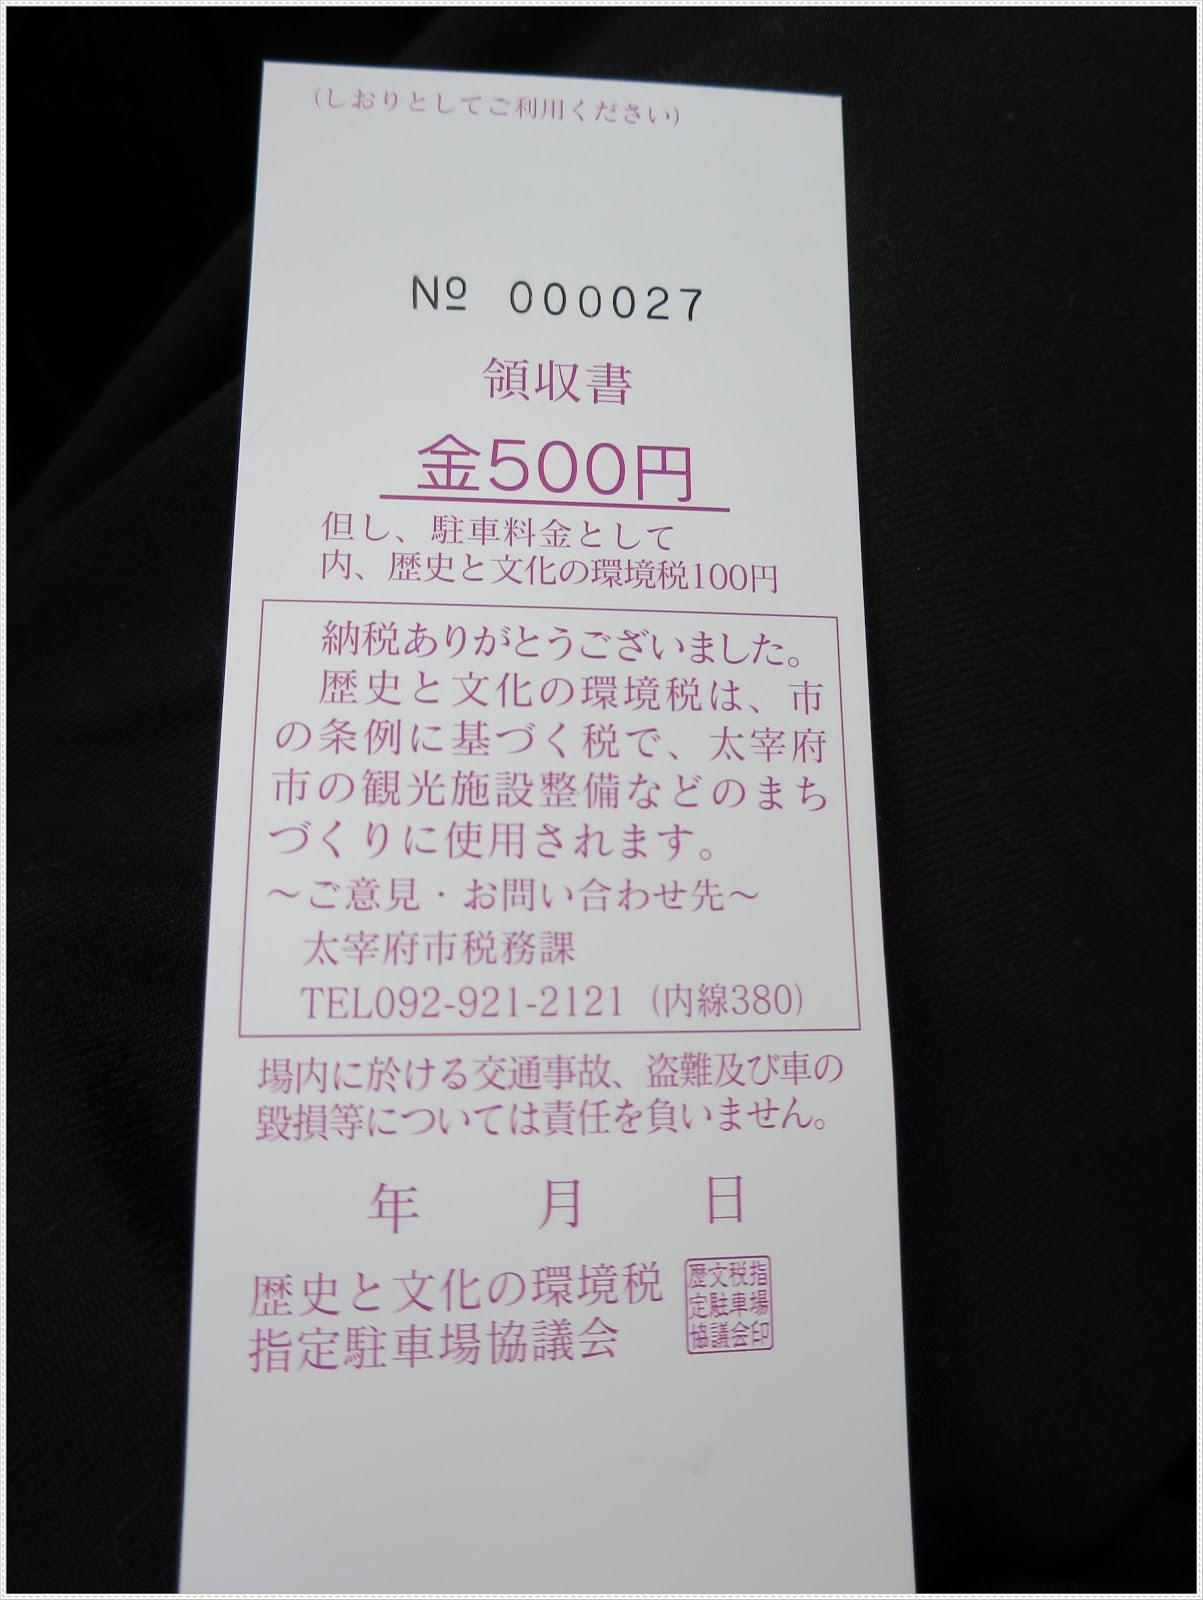 （しおりとしてご利用ください）
№ 000027
領収書
金500円
但し、駐車料金として
内、歴史と文化の環境税100円
納税ありがとうございました。
歴史と文化の環境税は、市
の条例に基づく税で、太宰府
市の観光施設整備などのまち
づくりに使用されます。
～ご意見・お問い合わせ先～
太宰府市税務課
TEL092-921-2121（内線380）
場内に於ける交通事故、盗難及び車の
毀損等については責任を負いません。
年 月 日
歴史と文化の環境税
指定駐車場協議会
歴文税指
定駐車場
協議会印